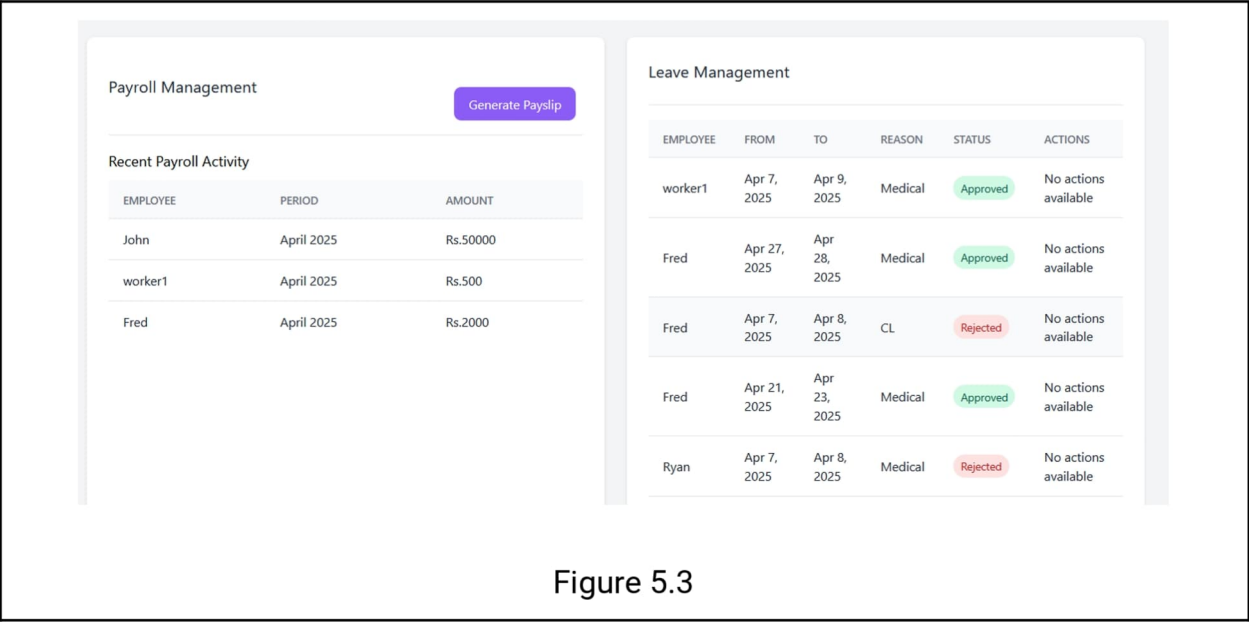 Payroll Management
Generate Payslip
Recent Payroll Activity
EMPLOYEE PERIOD AMOUNT
John April 2025 Rs.50000
worker1 April 2025 Rs.500
Fred April 2025 Rs.2000
Leave Management
EMPLOYEE FROM TO REASON STATUS ACTIONS
worker1 Apr 7, 2025 Apr 9, 2025 Medical Approved No actions available
Fred Apr 27, 2025 Apr 28, 2025 Medical Approved No actions available
Fred Apr 7, 2025 Apr 8, 2025 CL Rejected No actions available
Fred Apr 21, 2025 Apr 23, 2025 Medical Approved No actions available
Ryan Apr 7, 2025 Apr 8, 2025 Medical Rejected No actions available
Figure 5.3